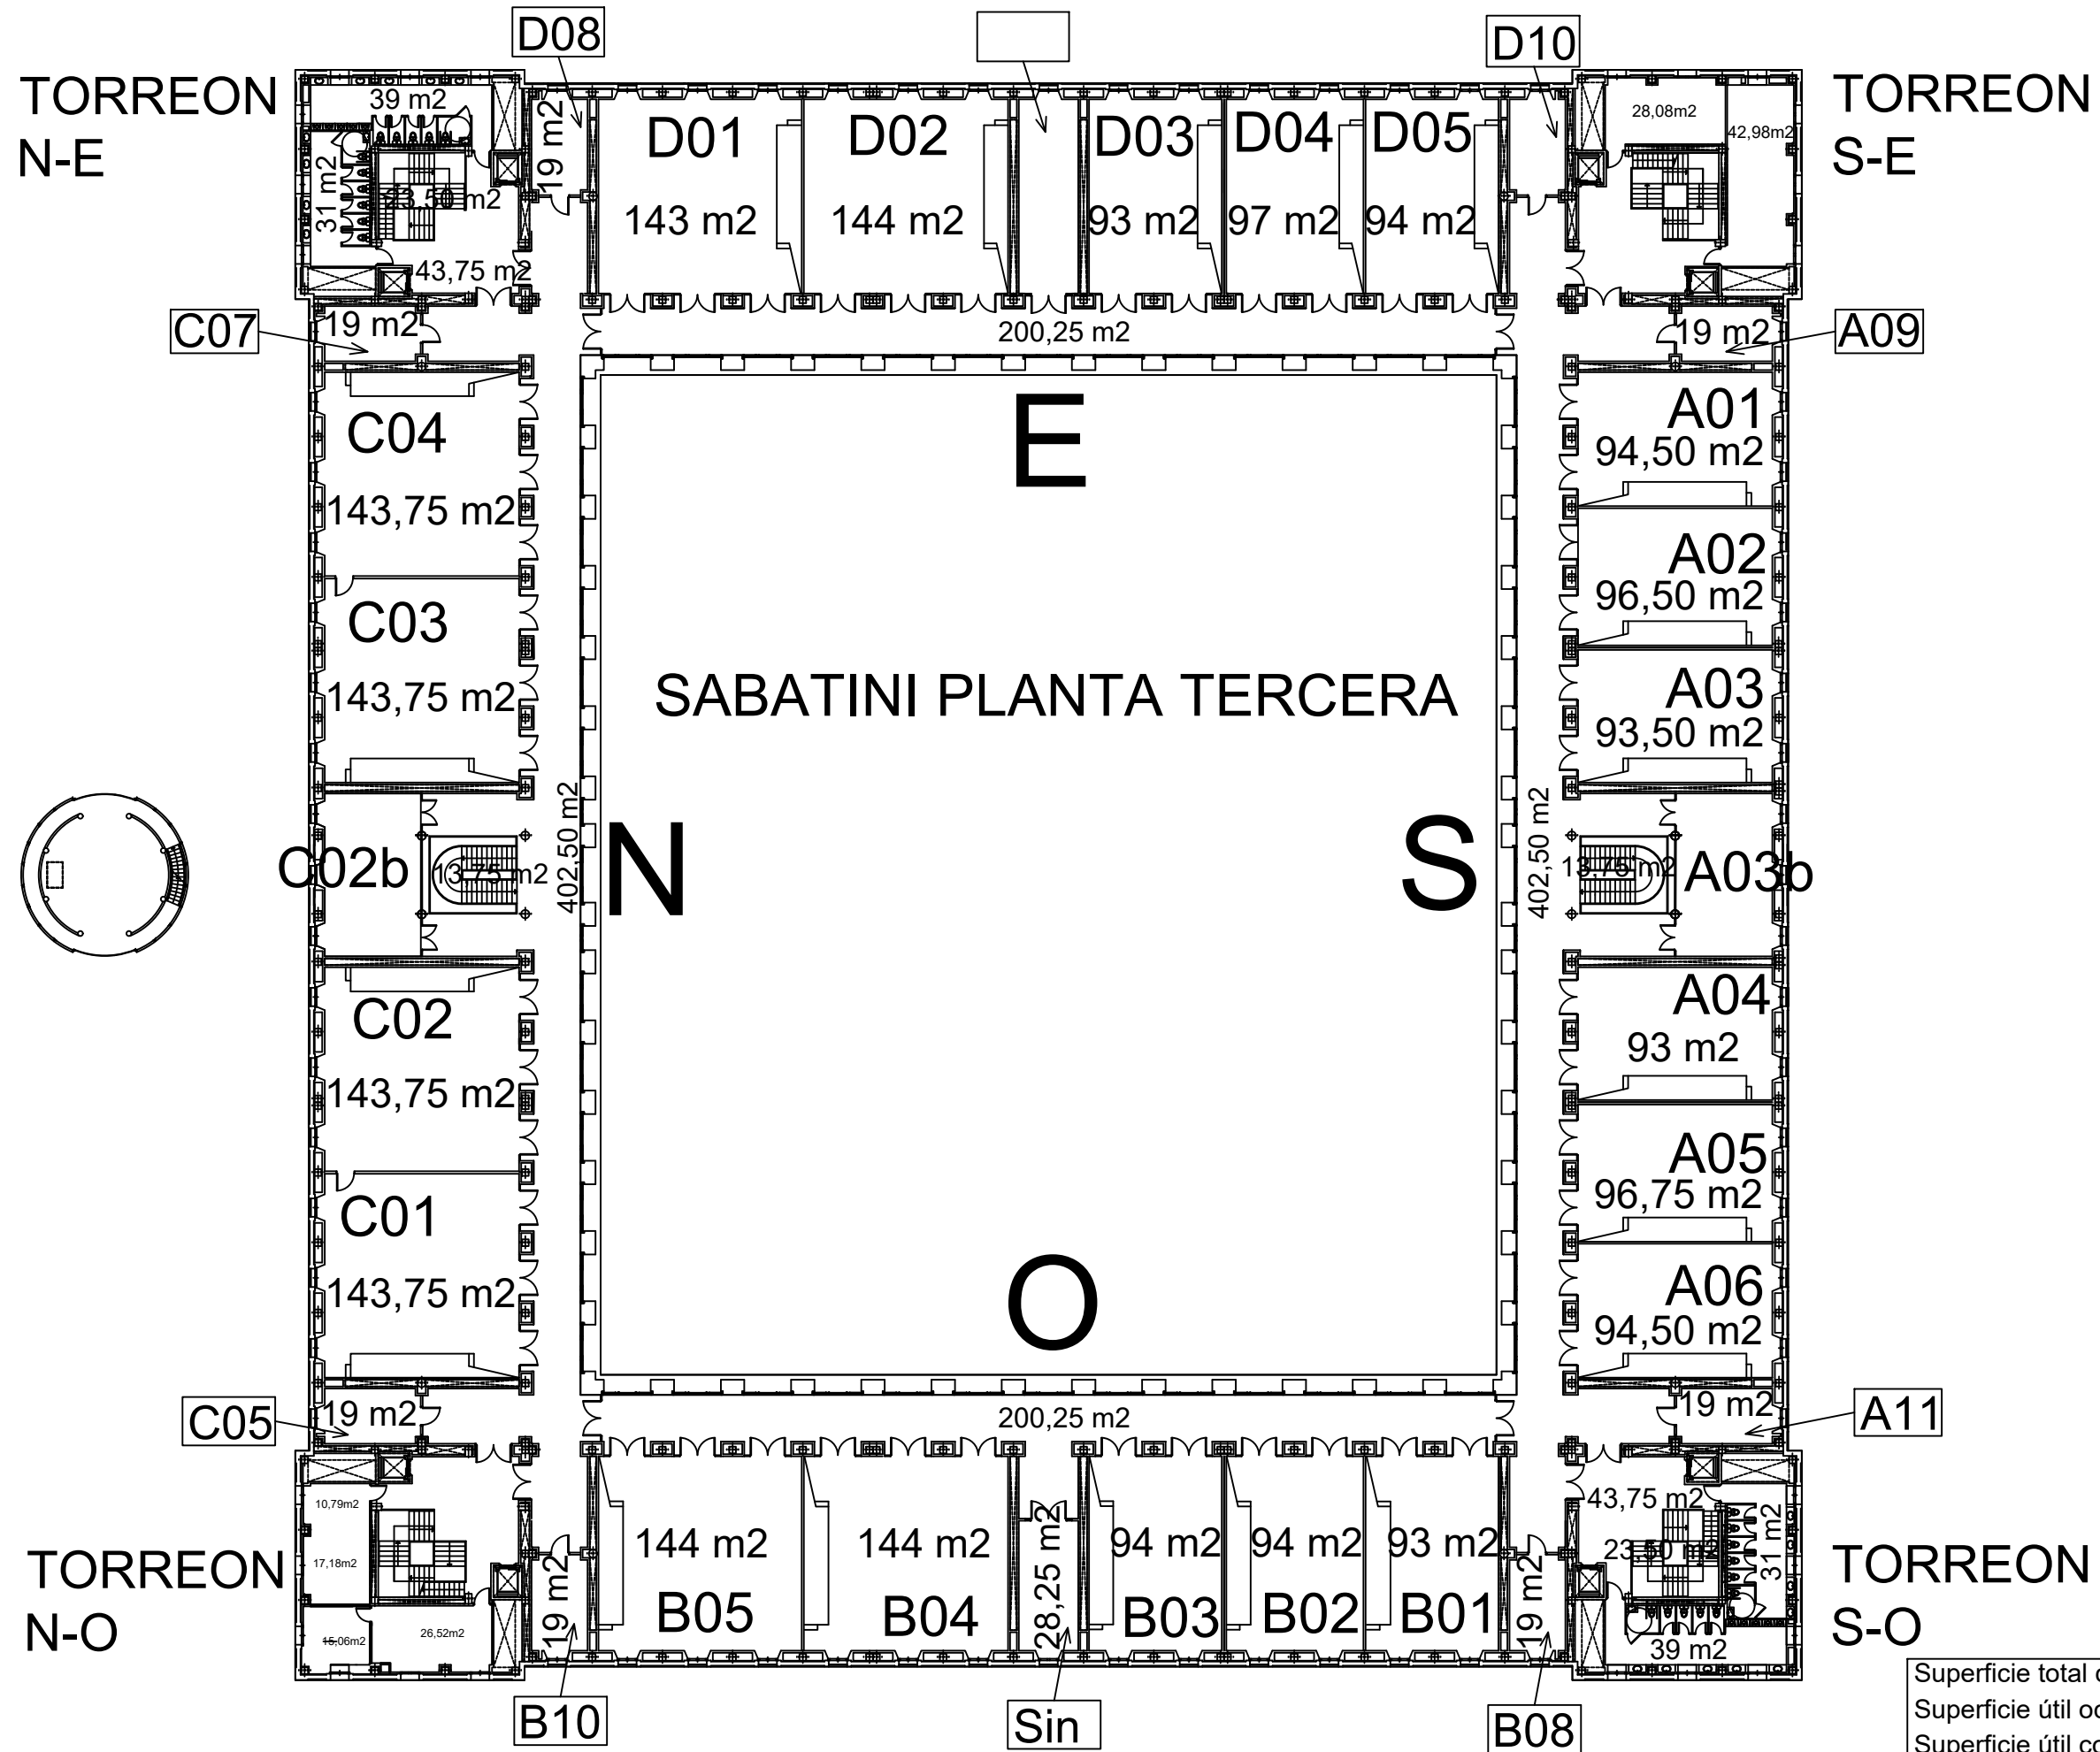 D08
D10
TORREON
N-E
TORREON
S-E
39 m2
19 m2
D01
D02
D03
D04
D05
28,08m2
42,98m2
31 m2
23,50 m2
143 m2
144 m2
93 m2
97 m2
94 m2
43,75 m2
C07
19 m2
200,25 m2
19 m2
A09
C04
143,75 m2
E
A01
94,50 m2
A02
96,50 m2
C03
143,75 m2
SABATINI PLANTA TERCERA
A03
93,50 m2
C02b
13,75 m2
402,50 m2
N
S
402,50 m2
13,75 m2
A03b
C02
143,75 m2
A04
93 m2
A05
96,75 m2
C01
143,75 m2
O
A06
94,50 m2
C05
19 m2
200,25 m2
19 m2
A11
10,79m2
17,18m2
15,06m2
26,52m2
19 m2
144 m2
B05
144 m2
B04
28,25 m2
94 m2
B03
94 m2
B02
93 m2
B01
19 m2
43,75 m2
23,50 m2
31 m2
39 m2
TORREON
N-O
TORREON
S-O
B10
Sin
B08
Superficie total
Superficie útil
Superficie útil